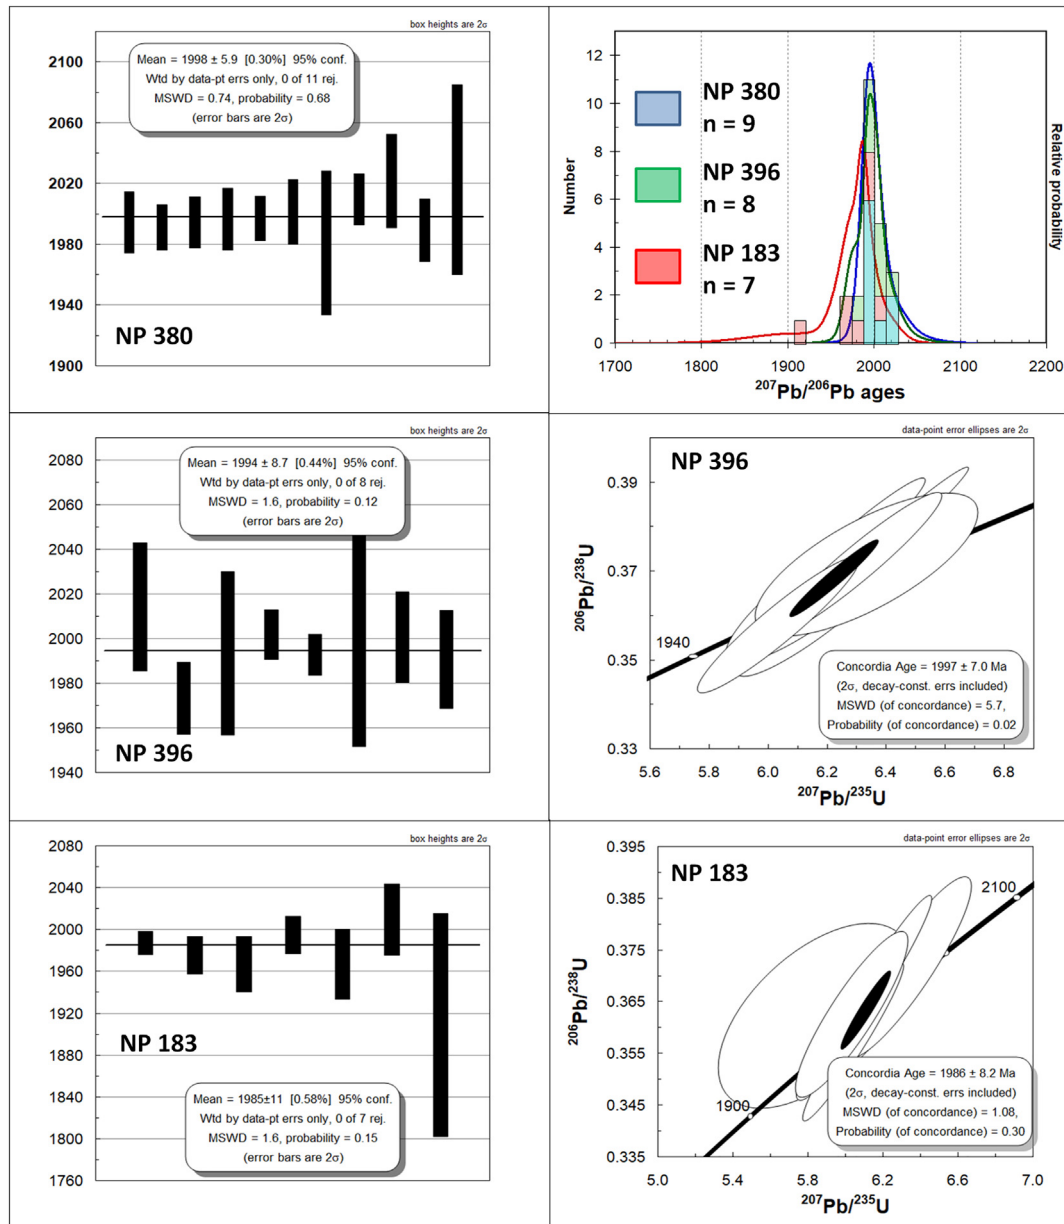 box heights are 2σ
2100
2060
2020
1980
1940
1900
Mean = 1998 ± 5.9 [0.30%] 95% conf.
Wtd by data-pt errs only, 0 of 11 rej.
MSWD = 0.74, probability = 0.68
(error bars are 2σ)
NP 380
12
10
8
6
4
2
0
Number
Relative probability
NP 380
n = 9
NP 396
n = 8
NP 183
n = 7
1700 1800 1900 2000 2100 2200
207Pb/206Pb ages
box heights are 2σ
2080
2060
2040
2020
2000
1980
1960
1940
Mean = 1994 ± 8.7 [0.44%] 95% conf.
Wtd by data-pt errs only, 0 of 8 rej.
MSWD = 1.6, probability = 0.12
(error bars are 2σ)
NP 396
data-point error ellipses are 2σ
NP 396
0.39
0.37
0.35
0.33
206Pb/238U
1940
Concordia Age = 1997 ± 7.0 Ma
(2σ, decay-const. errs included)
MSWD (of concordance) = 5.7,
Probability (of concordance) = 0.02
5.6 5.8 6.0 6.2 6.4 6.6 6.8
207Pb/235U
box heights are 2σ
2080
2040
2000
1960
1920
1880
1840
1800
1760
NP 183
Mean = 1985±11 [0.58%] 95% conf.
Wtd by data-pt errs only, 0 of 7 rej.
MSWD = 1.6, probability = 0.15
(error bars are 2σ)
data-point error ellipses are 2σ
NP 183
0.395
0.385
0.375
0.365
0.355
0.345
0.335
206Pb/238U
2100
1900
Concordia Age = 1986 ± 8.2 Ma
(2σ, decay-const. errs included)
MSWD (of concordance) = 1.08,
Probability (of concordance) = 0.30
5.0 5.4 5.8 6.2 6.6 7.0
207Pb/235U